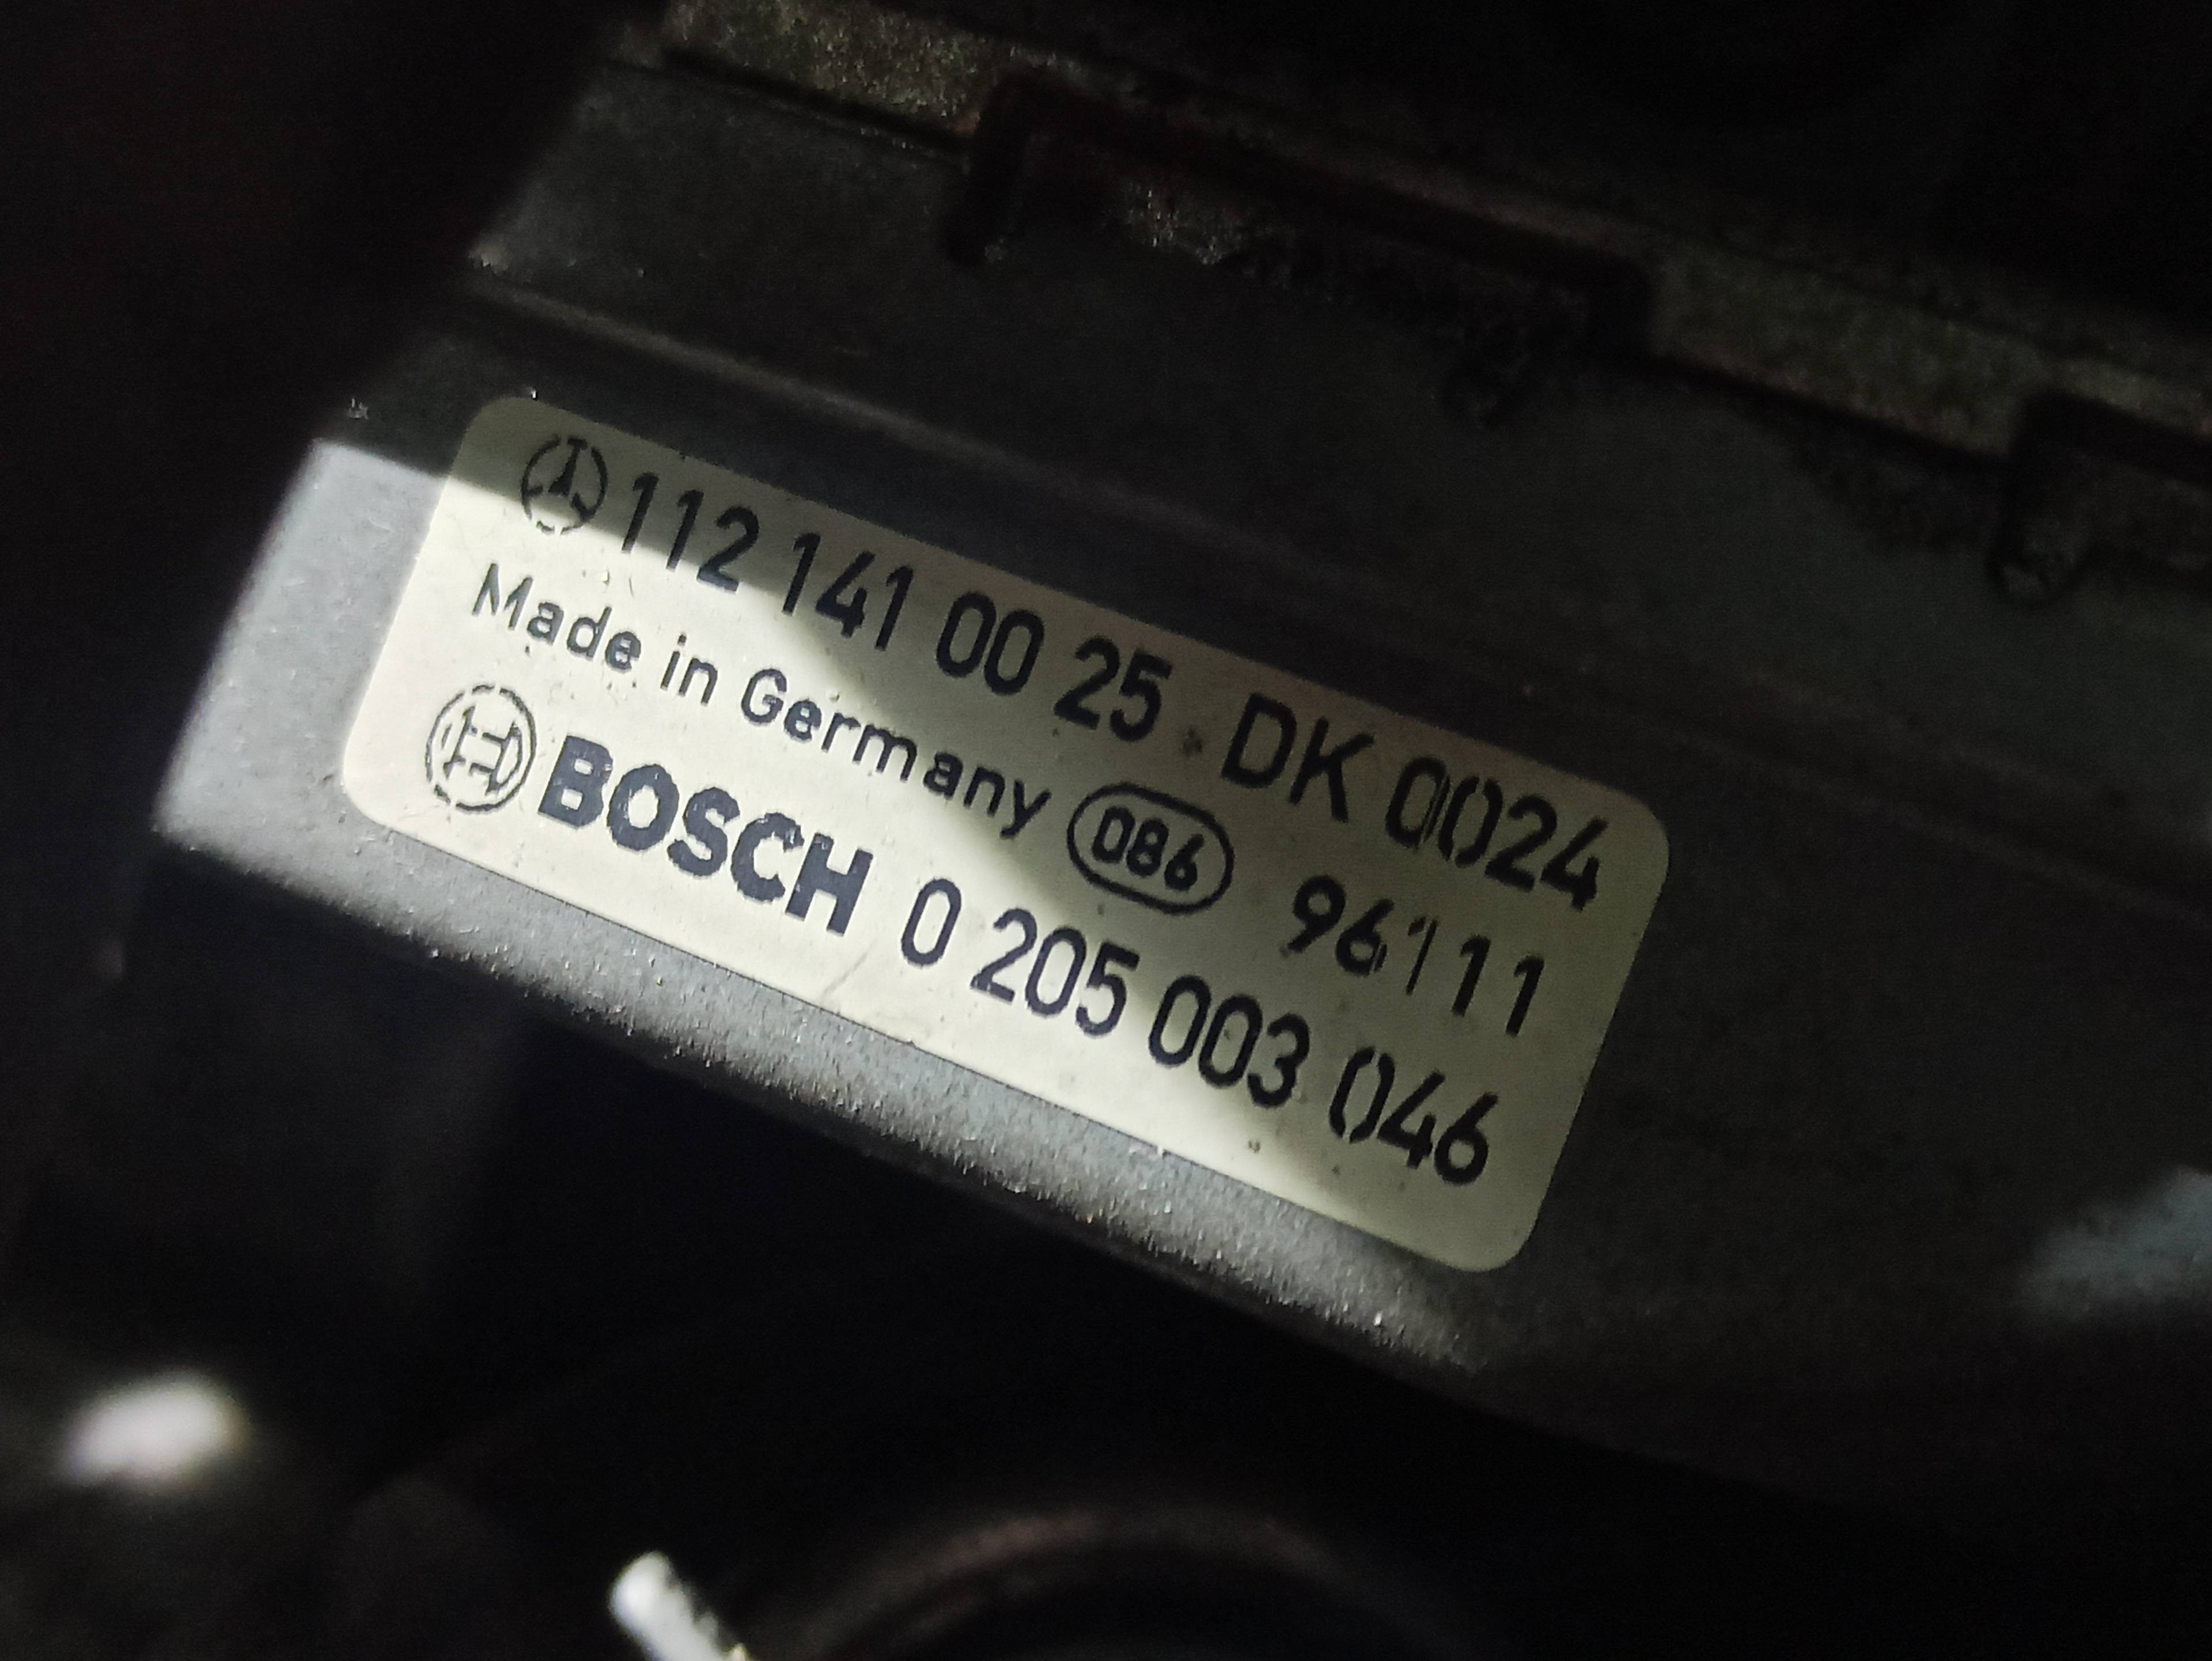 112 141 00 25 DK 0024
Made in Germany 086 96111
BOSCH 0 205 003 046